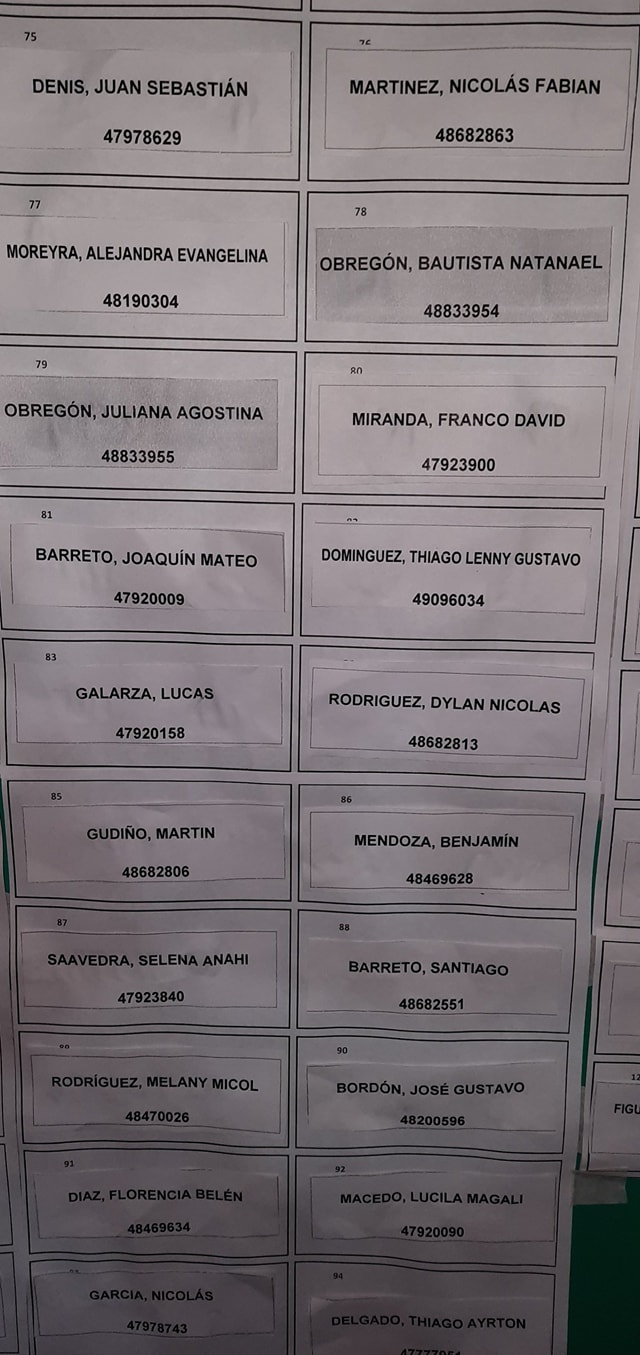 75
DENIS, JUAN SEBASTIÁN
47978629
76
MARTINEZ, NICOLÁS FABIAN
48682863
77
MOREYRA, ALEJANDRA EVANGELINA
48190304
78
OBREGÓN, BAUTISTA NATANAEL
48833954
79
OBREGÓN, JULIANA AGOSTINA
48833955
80
MIRANDA, FRANCO DAVID
47923900
81
BARRETO, JOAQUÍN MATEO
47920009
DOMINGUEZ, THIAGO LENNY GUSTAVO
49096034
83
GALARZA, LUCAS
47920158
RODRIGUEZ, DYLAN NICOLAS
48682813
85
GUDIÑO, MARTIN
48682806
86
MENDOZA, BENJAMÍN
48469628
87
SAAVEDRA, SELENA ANAHI
47923840
88
BARRETO, SANTIAGO
48682551
RODRÍGUEZ, MELANY MICOL
48470026
90
BORDÓN, JOSÉ GUSTAVO
48200596
91
DIAZ, FLORENCIA BELÉN
48469634
92
MACEDO, LUCILA MAGALI
47920090
GARCIA, NICOLÁS
47978743
94
DELGADO, THIAGO AYRTON
12
FIGU